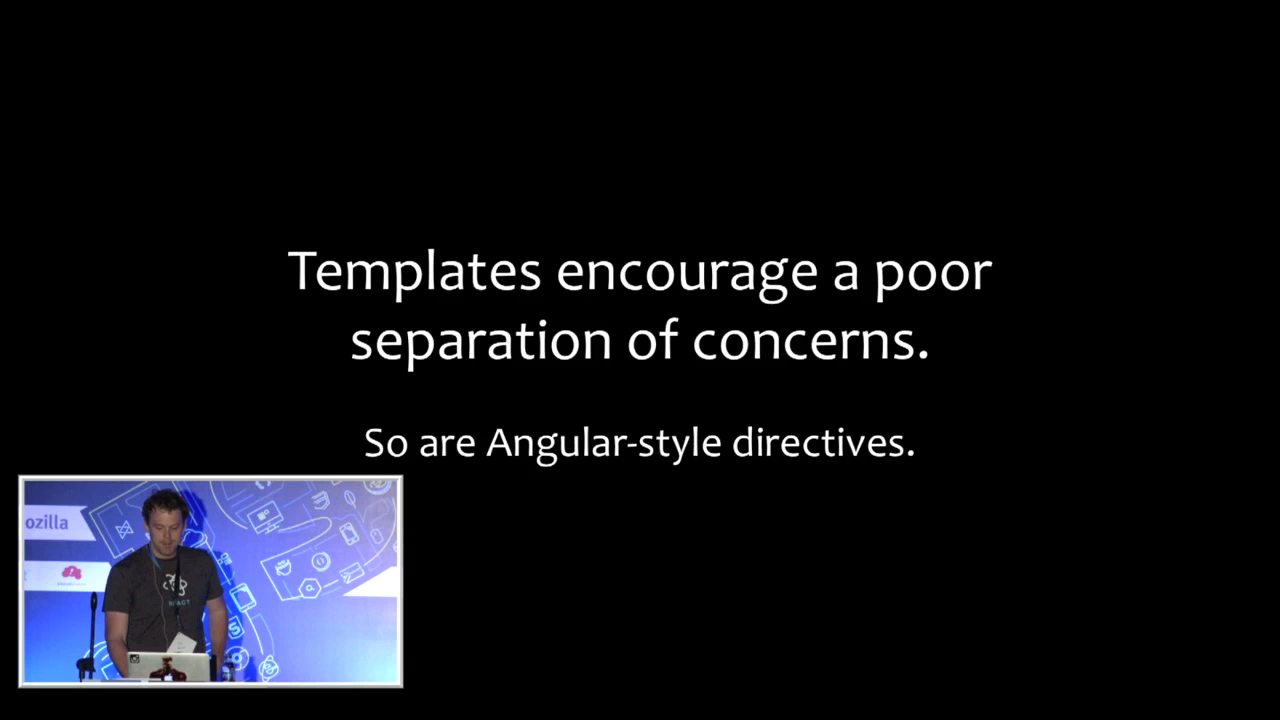 Templates encourage a poor
separation of concerns.
So are Angular-style directives.
ozilla